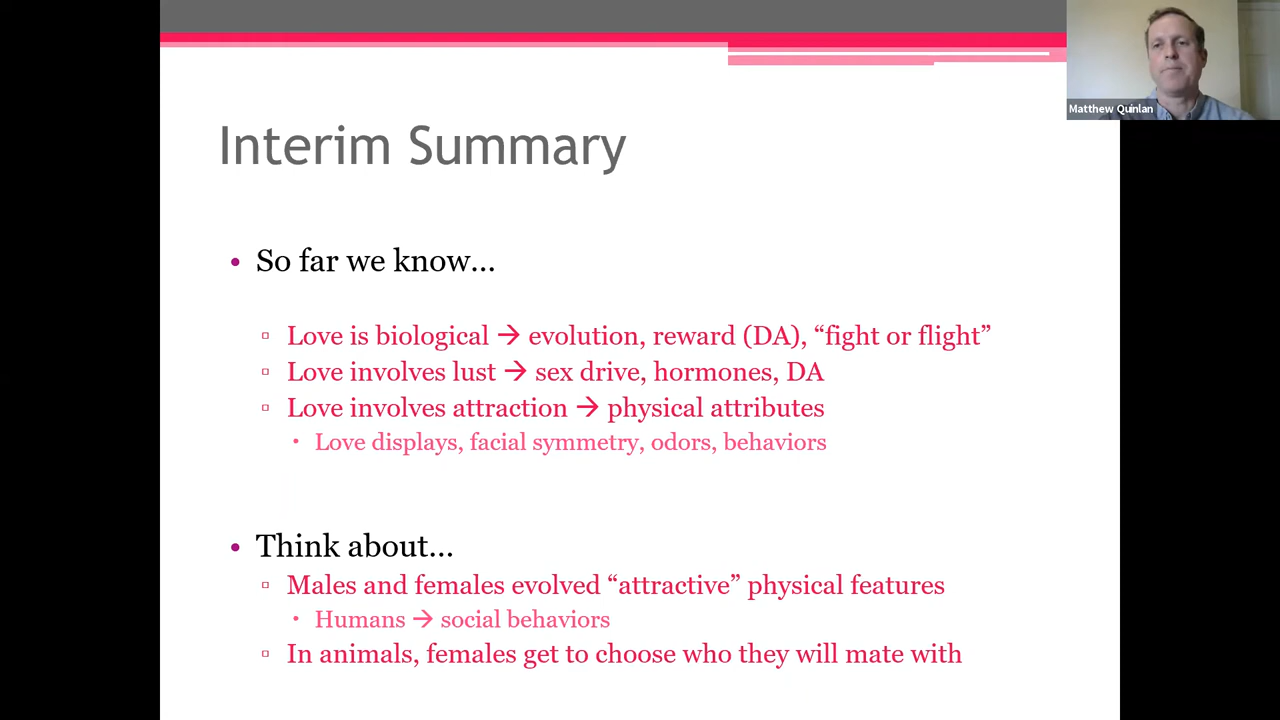 Matthew Quinlan
Interim Summary
• So far we know...
▫ Love is biological → evolution, reward (DA), “fight or flight”
▫ Love involves lust → sex drive, hormones, DA
▫ Love involves attraction → physical attributes
• Love displays, facial symmetry, odors, behaviors
• Think about...
▫ Males and females evolved “attractive” physical features
• Humans → social behaviors
▫ In animals, females get to choose who they will mate with